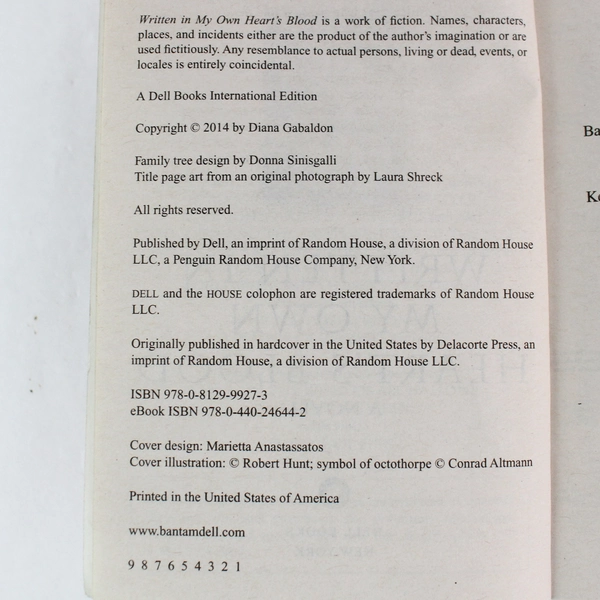 Written in My Own Heart's Blood is a work of fiction. Names, characters,
places, and incidents either are the product of the author's imagination or are
used fictitiously. Any resemblance to actual persons, living or dead, events, or
locales is entirely coincidental.
A Dell Books International Edition
Copyright © 2014 by Diana Gabaldon
Family tree design by Donna Sinisgalli
Title page art from an original photograph by Laura Shreck
All rights reserved.
Published by Dell, an imprint of Random House, a division of Random House
LLC, a Penguin Random House Company, New York.
DELL and the HOUSE colophon are registered trademarks of Random House
LLC.
Originally published in hardcover in the United States by Delacorte Press, an
imprint of Random House, a division of Random House LLC.
ISBN 978-0-8129-9927-3
eBook ISBN 978-0-440-24644-2
Cover design: Marietta Anastassatos
Cover illustration: © Robert Hunt; symbol of octothorpe © Conrad Altmann
Printed in the United States of America
www.bantamdell.com
9 8 7 6 5 4 3 2 1